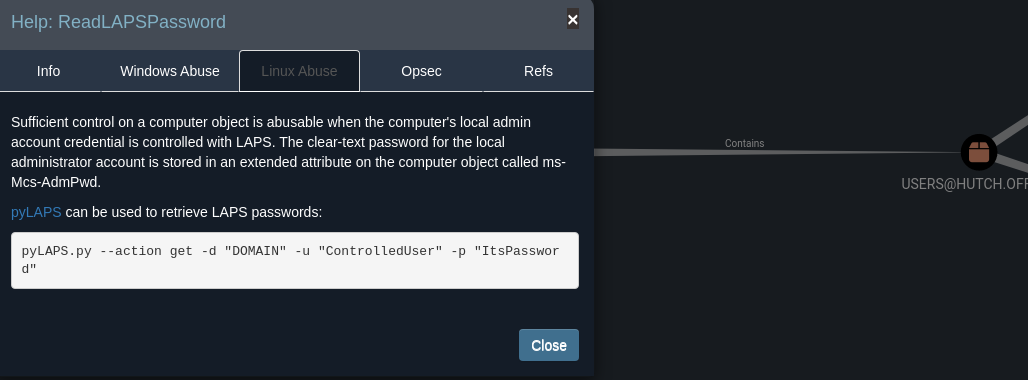 Help: ReadLAPSPassword
×
Info
Windows Abuse
Linux Abuse
Opsec
Refs
Sufficient control on a computer object is abusable when the computer's local admin
account credential is controlled with LAPS. The clear-text password for the local
administrator account is stored in an extended attribute on the computer object called ms-
Mcs-AdmPwd.
pyLAPS can be used to retrieve LAPS passwords:
pyLAPS.py --action get -d "DOMAIN" -u "ControlledUser" -p "ItsPasswor
d"
Close
Contains
USERS@HUTCH.OFF